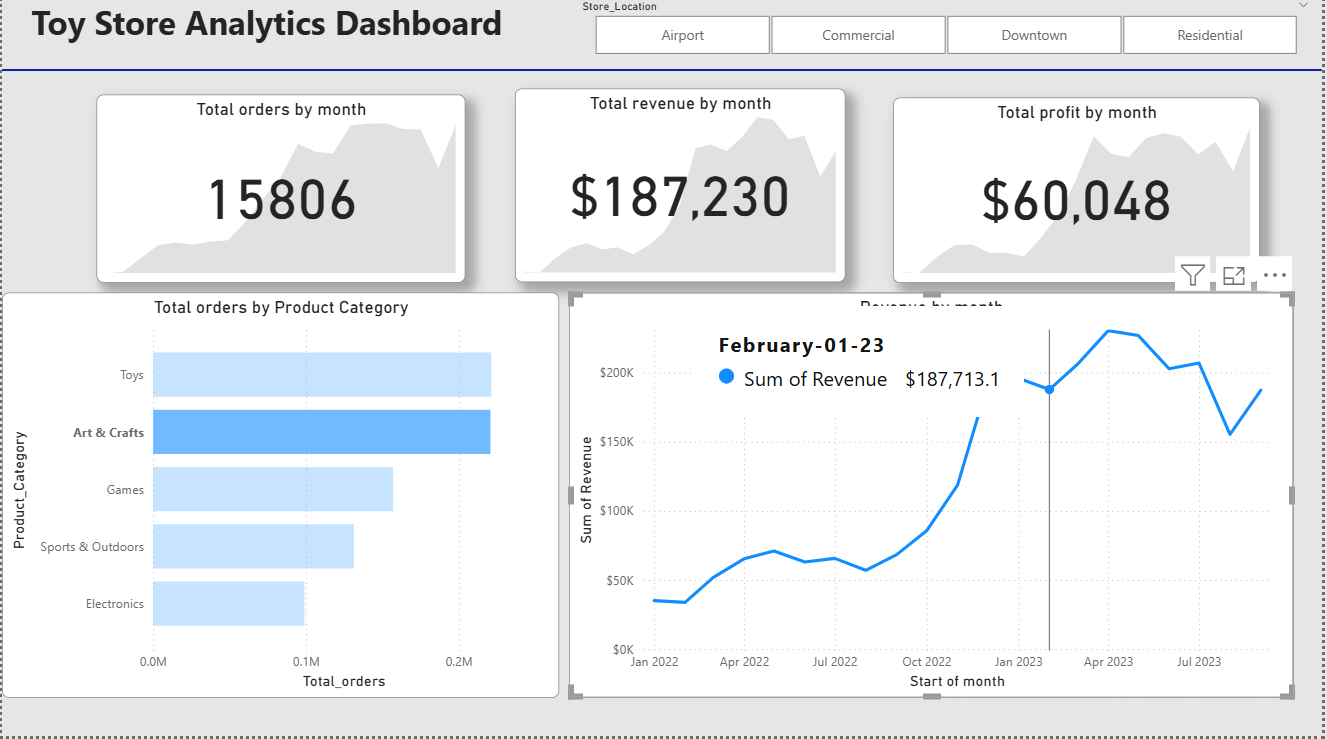 Toy Store Analytics Dashboard
Store_Location
Airport
Commercial
Downtown
Residential
Total orders by month
15806
Total revenue by month
$187,230
Total profit by month
$60,048
Total orders by Product Category
Product_Category
Toys
Art & Crafts
Games
Sports & Outdoors
Electronics
0.0M 0.1M 0.2M
Total_orders
Revenue by month
February-01-23
Sum of Revenue $187,713.1
Sum of Revenue
$200K
$150K
$100K
$50K
$0K
Jan 2022 Apr 2022 Jul 2022 Oct 2022 Jan 2023 Apr 2023 Jul 2023
Start of month